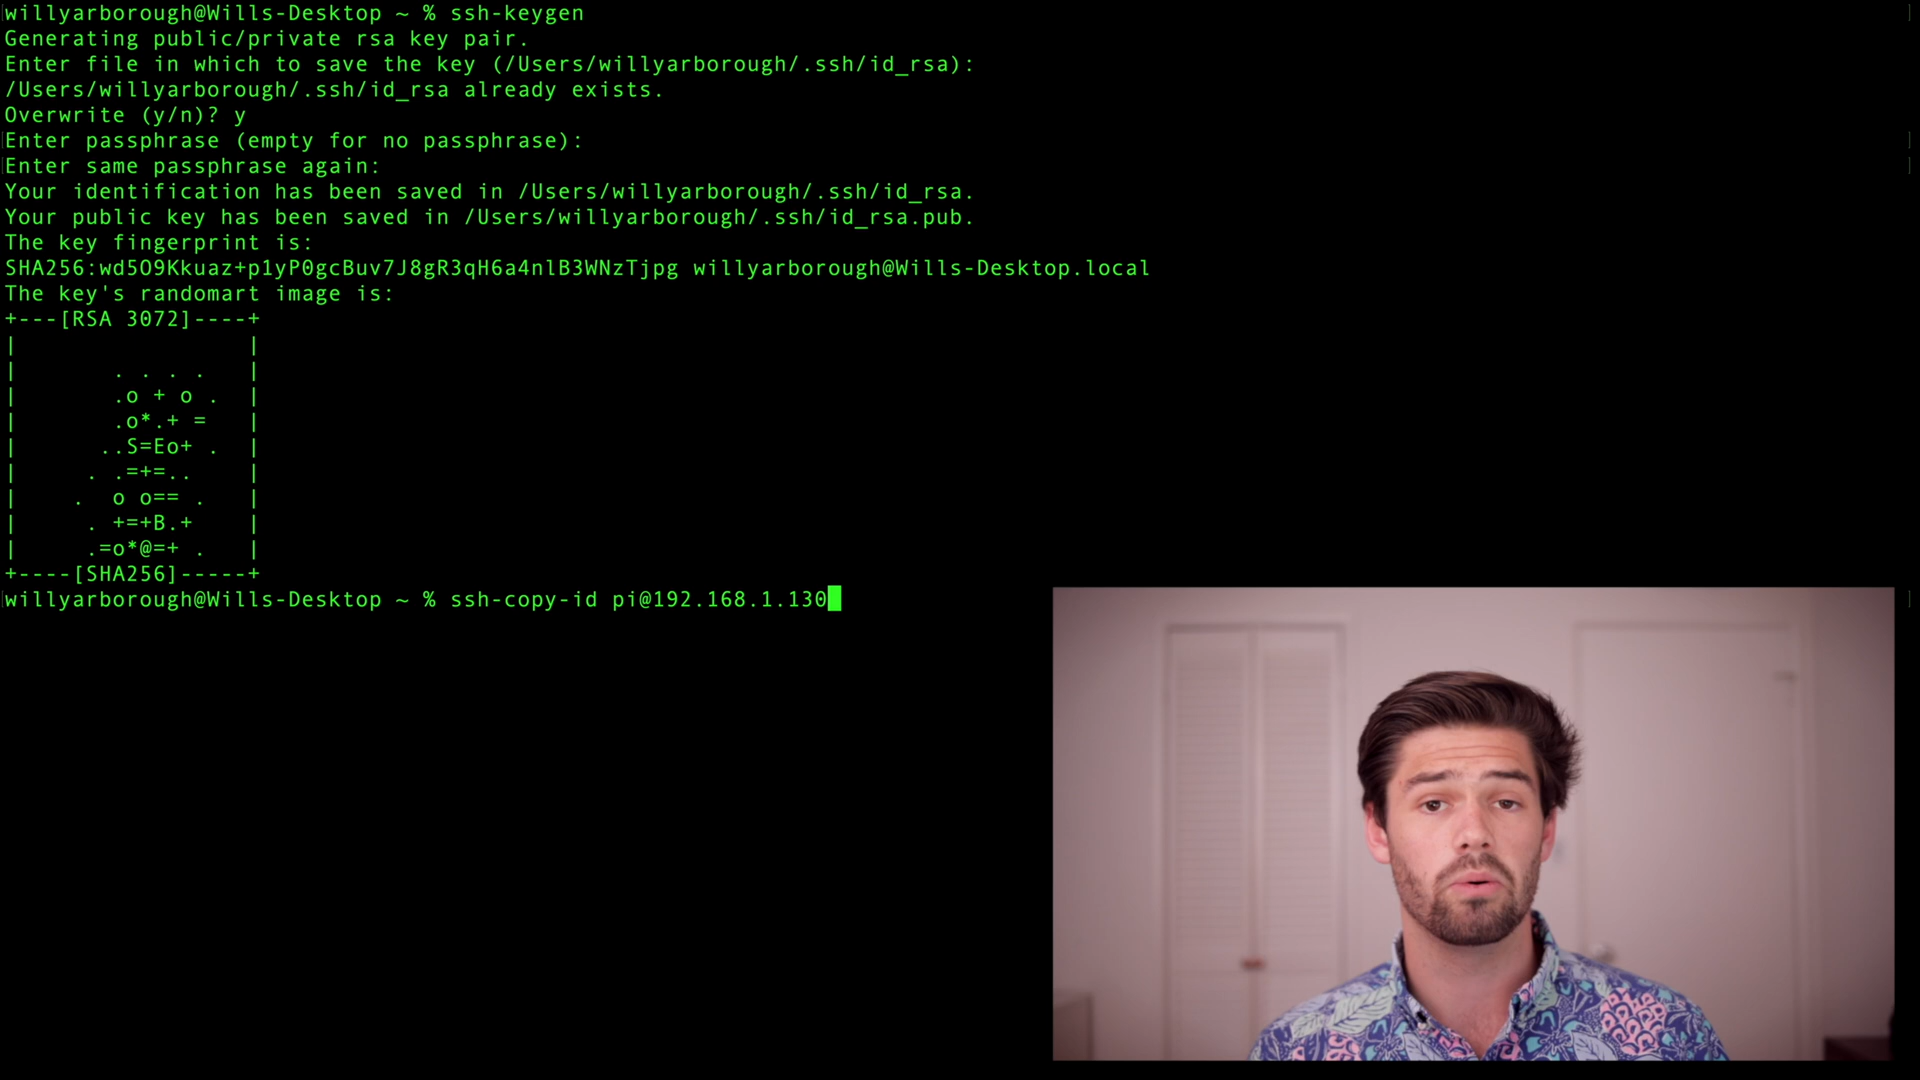 willyarborough@Wills-Desktop ~ % ssh-keygen
Generating public/private rsa key pair.
Enter file in which to save the key (/Users/willyarborough/.ssh/id_rsa):
/Users/willyarborough/.ssh/id_rsa already exists.
Overwrite (y/n)? y
Enter passphrase (empty for no passphrase):
Enter same passphrase again:
Your identification has been saved in /Users/willyarborough/.ssh/id_rsa.
Your public key has been saved in /Users/willyarborough/.ssh/id_rsa.pub.
The key fingerprint is:
SHA256:wd5O9Kkuaz+p1yP0gcBuv7J8gR3qH6a4nlB3WNzTjpg willyarborough@Wills-Desktop.local
The key's randomart image is:
+---[RSA 3072]----+
|                 |
|       . . . .   |
|       .o + o .  |
|       .o*.+ =   |
|      ..S=Eo+ .  |
|     . .=+=..    |
|    .  o o== .   |
|     . +=+B.+    |
|     .=o*@=+ .   |
+----[SHA256]-----+
willyarborough@Wills-Desktop ~ % ssh-copy-id pi@192.168.1.130